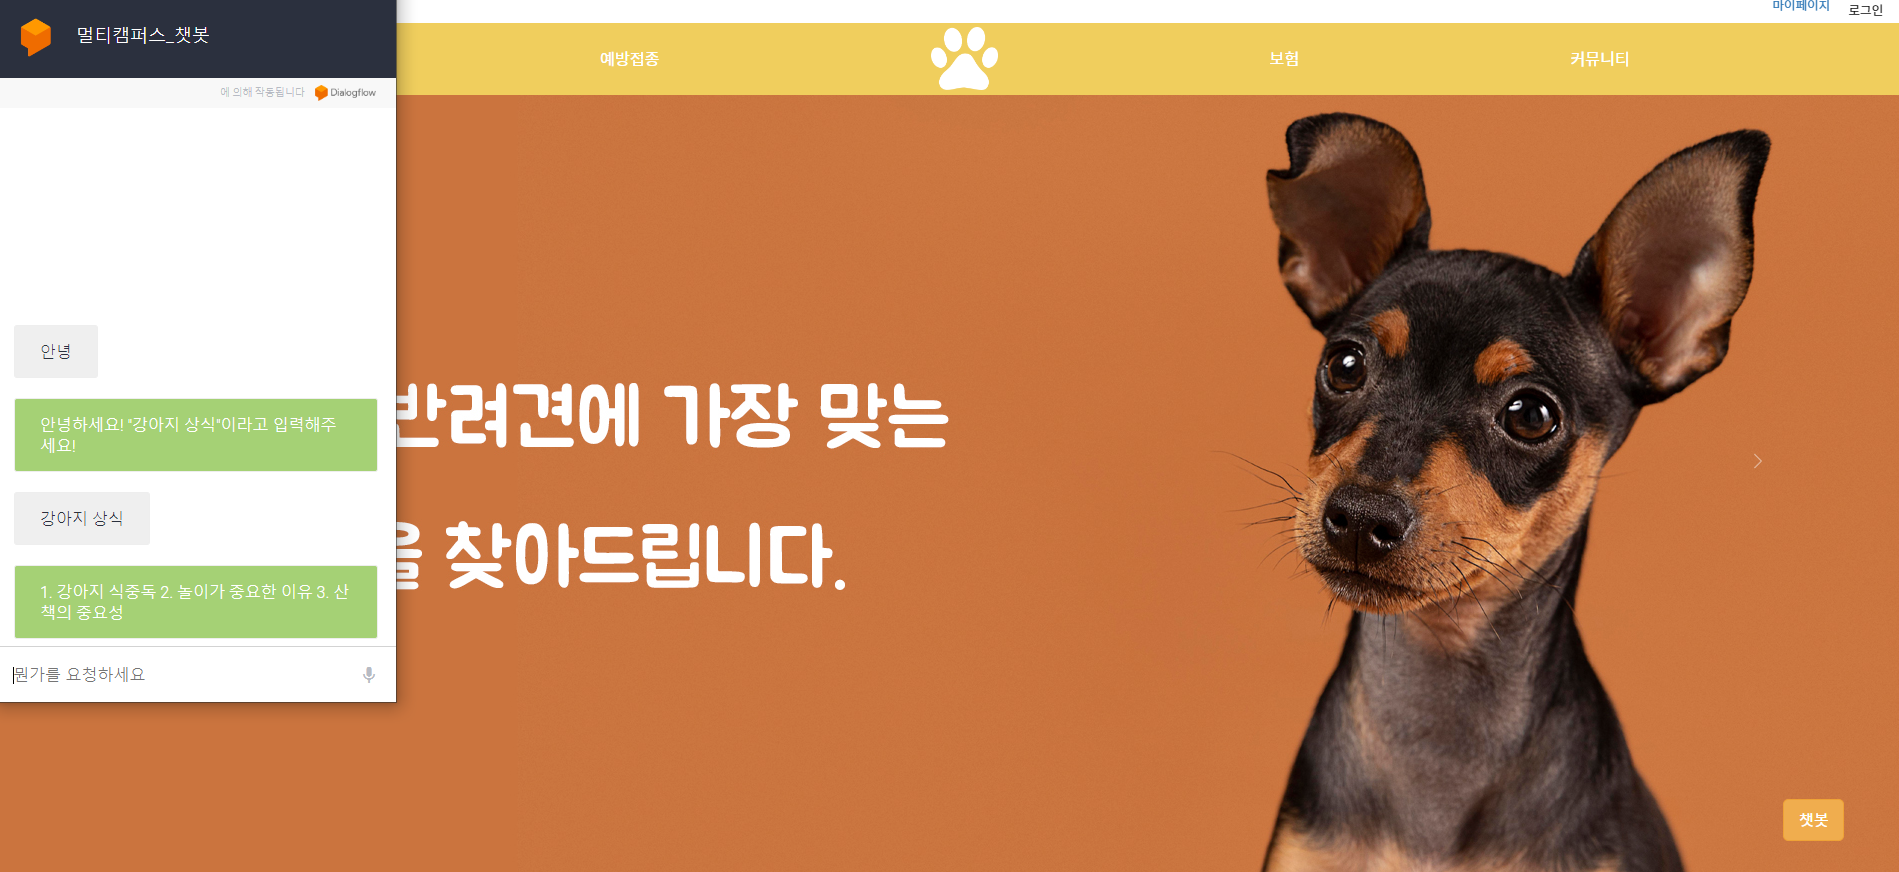 멀티캠퍼스_챗봇
마이페이지
로그인
예방접종
보험
커뮤니티
에 의해 작동됩니다 Dialogflow
안녕
안녕하세요! "강아지 상식"이라고 입력해주
세요!
강아지 상식
1. 강아지 식중독 2. 놀이가 중요한 이유 3. 산
책의 중요성
뭔가를 요청하세요
반려견에 가장 맞는
을 찾아드립니다.
챗봇